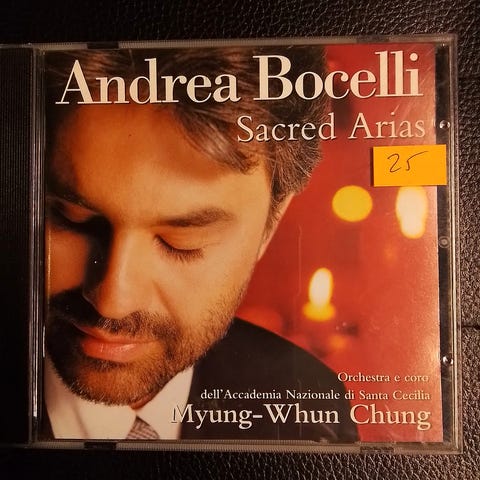 Andrea Bocelli
Sacred Arias
25
Orchestra e coro
dell'Accademia Nazionale di Santa Cecilia
Myung-Whun Chung